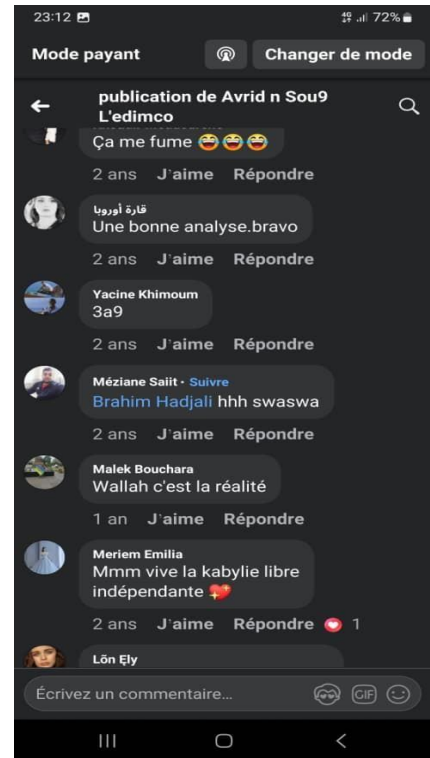 23:12 4G 72%
Mode payant Changer de mode
publication de Avrid n Sou9
L'edimco
Ça me fume 😂😂😂
2 ans J'aime Répondre
قارة أوروبا
Une bonne analyse.bravo
2 ans J'aime Répondre
Yacine Khimoum
3a9
2 ans J'aime Répondre
Méziane Saiit · Suivre
Brahim Hadjali hhh swaswa
2 ans J'aime Répondre
Malek Bouchara
Wallah c'est la réalité
1 an J'aime Répondre
Meriem Emilia
Mmm vive la kabylie libre
indépendante 💖
2 ans J'aime Répondre 1
Lõn Ęly
Écrivez un commentaire... GIF